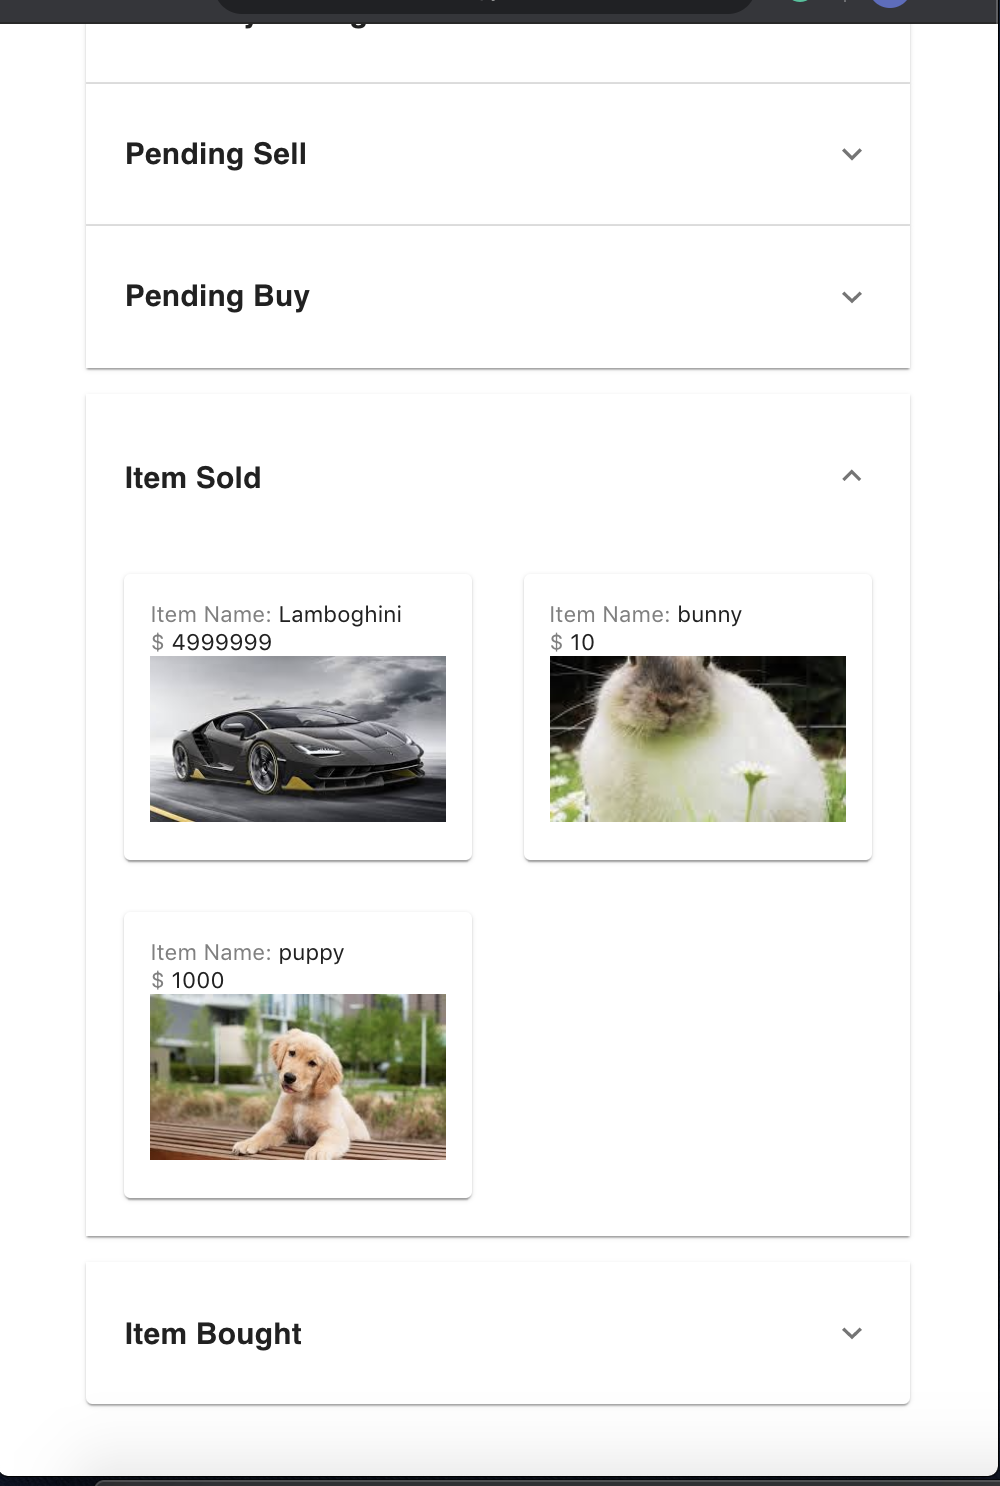 Pending Sell
Pending Buy
Item Sold
Item Name: Lamboghini
$ 4999999
Item Name: bunny
$ 10
Item Name: puppy
$ 1000
Item Bought